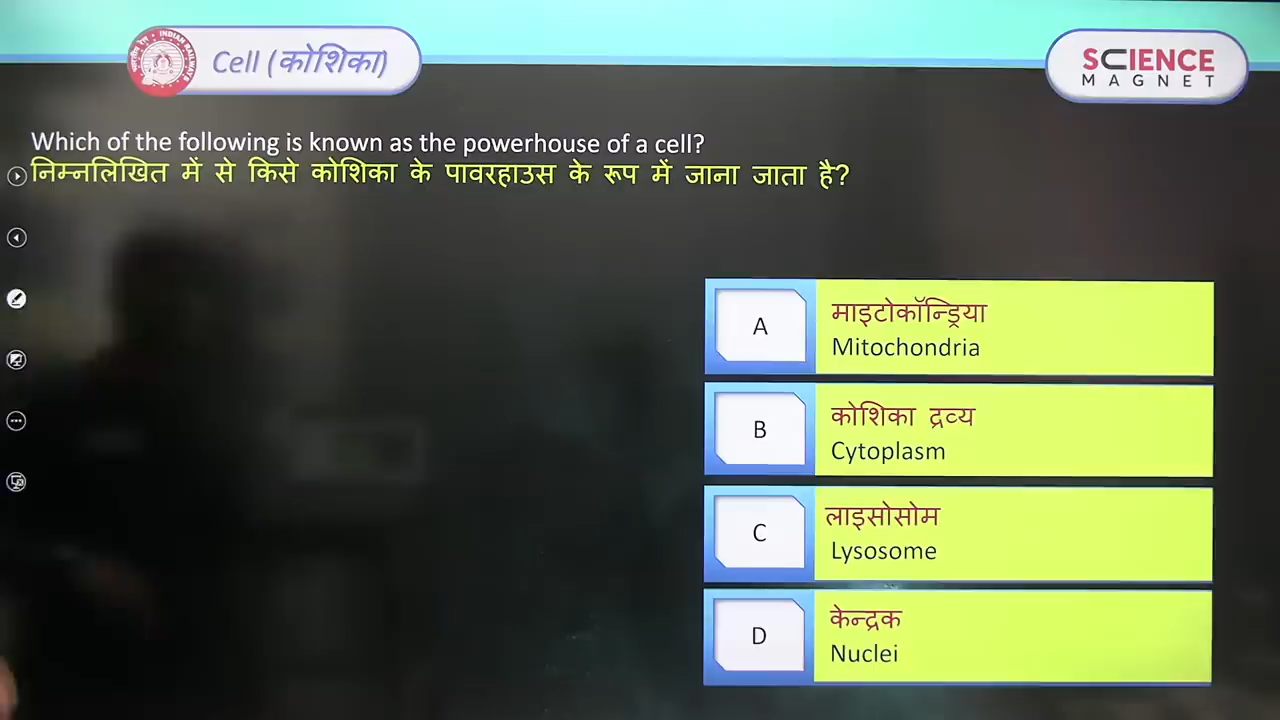 Cell (कोशिका)
SCIENCE
MAGNET
Which of the following is known as the powerhouse of a cell?
निम्नलिखित में से किसे कोशिका के पावरहाउस के रूप में जाना जाता है?
A
माइटोकॉन्ड्रिया
Mitochondria
B
कोशिका द्रव्य
Cytoplasm
C
लाइसोसोम
Lysosome
D
केन्द्रक
Nuclei